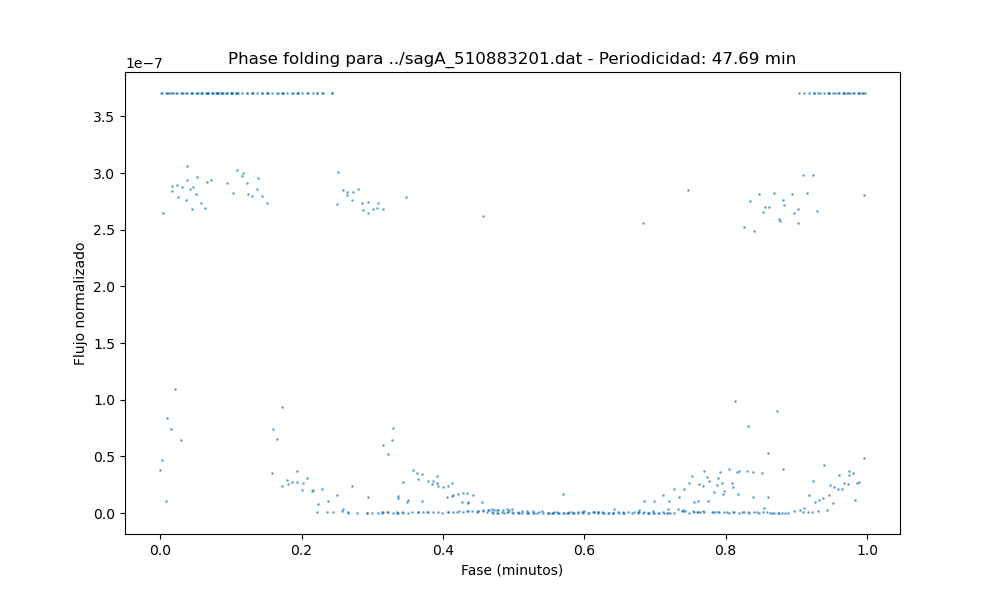 Phase folding para ../sagA_510883201.dat - Periodicidad: 47.69 min
1e−7
3.5
3.0
2.5
2.0
1.5
1.0
0.5
0.0
Flujo normalizado
0.0 0.2 0.4 0.6 0.8 1.0
Fase (minutos)